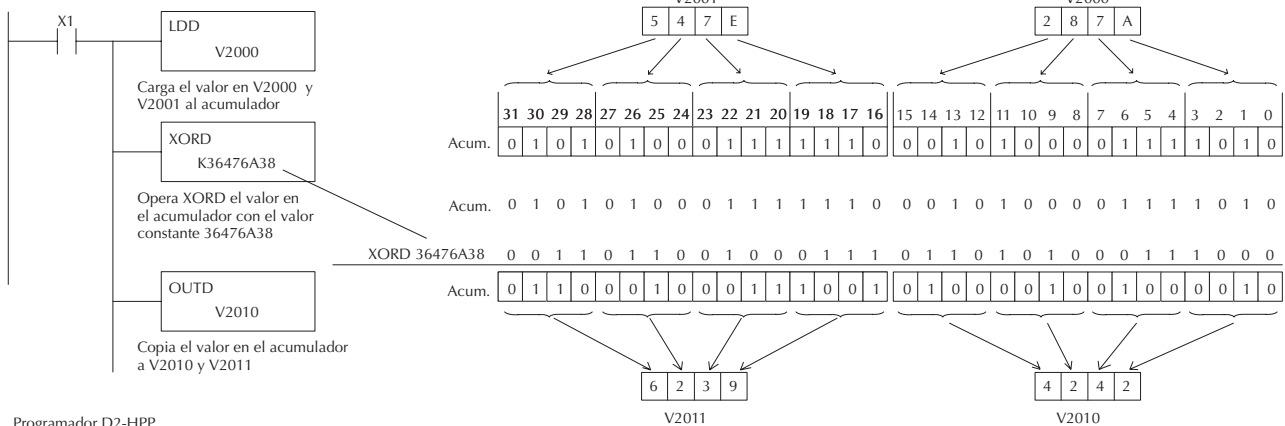 X1
LDD
V2000
Carga el valor en V2000 y
V2001 al acumulador
XORD
K36476A38
Opera XORD el valor en
el acumulador con el valor
constante 36476A38
OUTD
V2010
Copia el valor en el acumulador
a V2010 y V2011
V2001
5 4 7 E
V2000
2 8 7 A
31 30 29 28 27 26 25 24 23 22 21 20 19 18 17 16 15 14 13 12 11 10 9 8 7 6 5 4 3 2 1 0
Acum. 0 1 0 1 0 1 0 0 0 1 1 1 1 1 1 0 0 0 1 0 1 0 0 0 0 1 1 1 1 0 1 0
Acum. 0 1 0 1 0 1 0 0 0 1 1 1 1 1 1 0 0 0 1 0 1 0 0 0 0 1 1 1 1 0 1 0
XORD 36476A38 0 0 1 1 0 1 1 0 0 1 0 0 0 1 1 1 0 1 1 0 1 0 1 0 0 0 1 1 1 0 0 0
Acum. 0 1 1 0 0 0 1 0 0 0 1 1 1 0 0 1 0 1 0 0 0 0 1 0 0 1 0 0 0 0 1 0
6 2 3 9
4 2 4 2
V2011
V2010
Programador D2-HPP